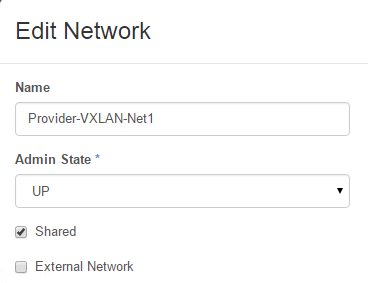 Edit Network
Name
Provider-VXLAN-Net1
Admin State *
UP
Shared
External Network